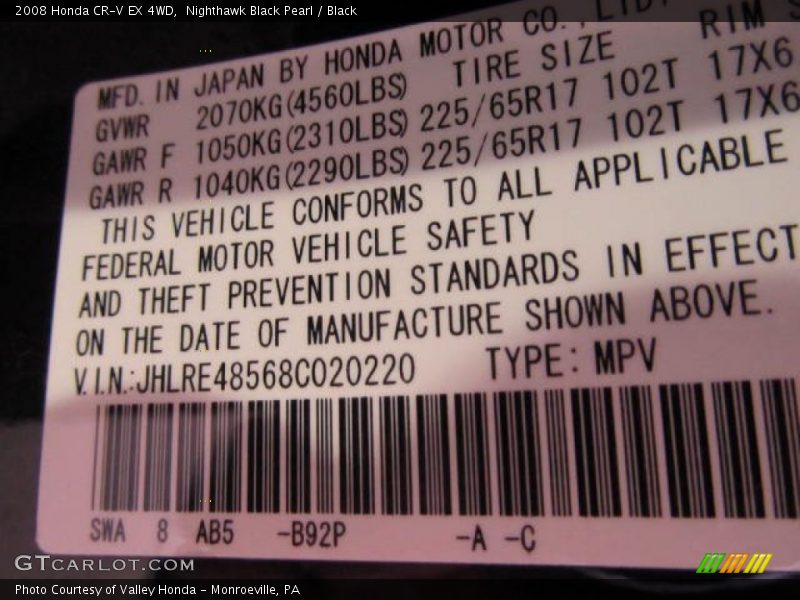 2008 Honda CR-V EX 4WD,  Nighthawk Black Pearl / Black
MFD. IN JAPAN BY HONDA MOTOR CO., LTD.
TIRE SIZE RIM S
GVWR 2070KG(4560LBS)
GAWR F 1050KG(2310LBS) 225/65R17 102T 17X6
GAWR R 1040KG(2290LBS) 225/65R17 102T 17X6
THIS VEHICLE CONFORMS TO ALL APPLICABLE
FEDERAL MOTOR VEHICLE SAFETY
AND THEFT PREVENTION STANDARDS IN EFFECT
ON THE DATE OF MANUFACTURE SHOWN ABOVE.
V.I.N.:JHLRE48568C020220 TYPE: MPV
SWA 8 AB5 -B92P -A -C
GTCARLOT.COM
Photo Courtesy of Valley Honda - Monroeville, PA